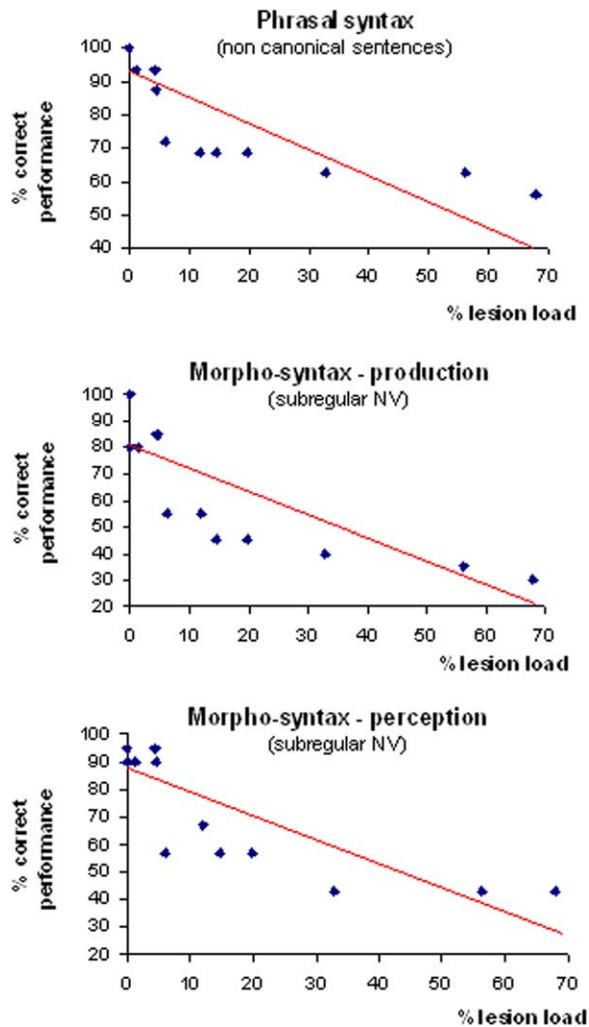 Phrasal syntax
(non canonical sentences)
% correct
performance
100
90
80
70
60
50
40
0 10 20 30 40 50 60 70
% lesion load
Morpho-syntax - production
(subregular NV)
% correct
performance
100
90
80
70
60
50
40
30
20
0 10 20 30 40 50 60 70
% lesion load
Morpho-syntax - perception
(subregular NV)
% correct
performance
100
90
80
70
60
50
40
30
20
0 10 20 30 40 50 60 70
% lesion load